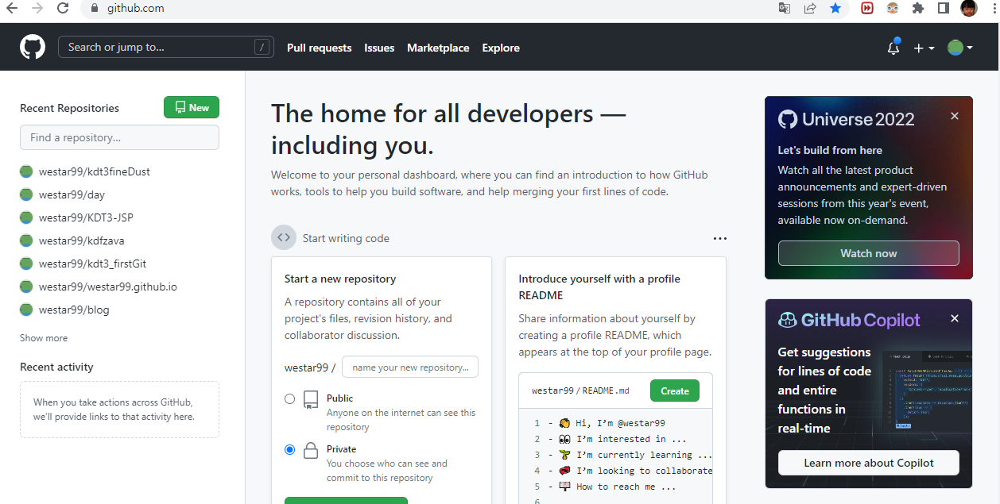 github.com
Search or jump to...
/
Pull requests
Issues
Marketplace
Explore
Recent Repositories
New
Find a repository...
westar99/kdt3fineDust
westar99/day
westar99/KDT3-JSP
westar99/kdfzava
westar99/kdt3_firstGit
westar99/westar99.github.io
westar99/blog
Show more
Recent activity
When you take actions across GitHub,
we'll provide links to that activity here.
The home for all developers —
including you.
Welcome to your personal dashboard, where you can find an introduction to how GitHub
works, tools to help you build software, and help merging your first lines of code.
Start writing code
Start a new repository
A repository contains all of your
project's files, revision history, and
collaborator discussion.
westar99 /
name your new repository...
Public
Anyone on the internet can see this
repository
Private
You choose who can see and
commit to this repository
Introduce yourself with a profile
README
Share information about yourself by
creating a profile README, which
appears at the top of your profile page.
westar99 / README.md
Create
1 - 👋 Hi, I'm @westar99
2 - 👀 I'm interested in ...
3 - 🌱 I'm currently learning ...
4 - 💞️ I'm looking to collaborate
5 - 📫 How to reach me ...
6
Universe 2022
Let's build from here
Watch all the latest product
announcements and expert-driven
sessions from this year's event,
available now on-demand.
Watch now
GitHub Copilot
Get suggestions
for lines of code
and entire
functions in
real-time
Learn more about Copilot